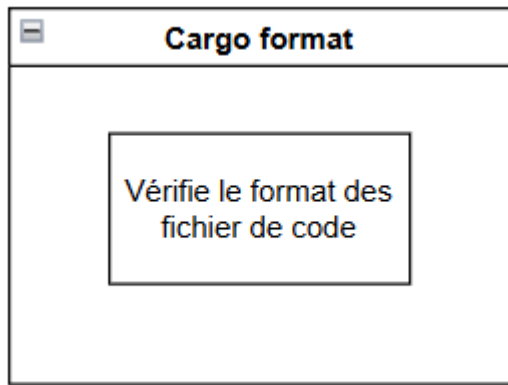 Cargo format
Vérifie le format des
fichier de code